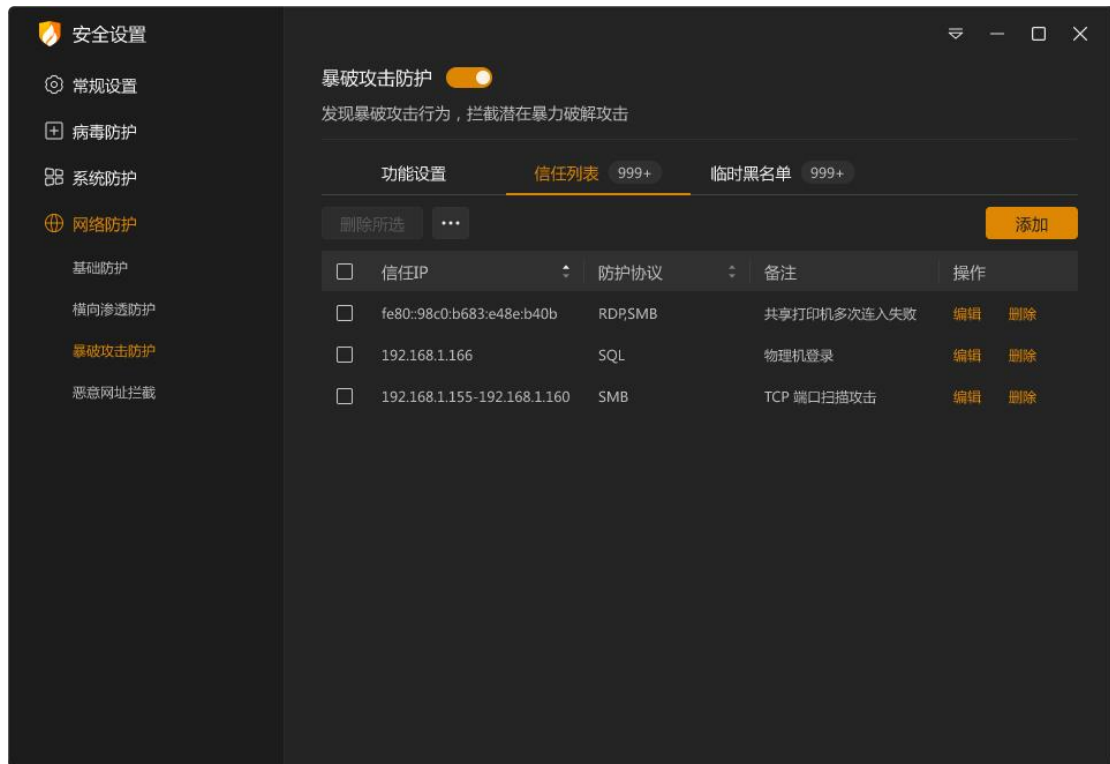 安全设置
常规设置
病毒防护
系统防护
网络防护
基础防护
横向渗透防护
暴破攻击防护
恶意网址拦截
暴破攻击防护
发现暴破攻击行为，拦截潜在暴力破解攻击
功能设置 信任列表 999+ 临时黑名单 999+
删除所选 ••• 添加
信任IP 防护协议 备注 操作
fe80::98c0:b683:e48e:b40b RDP,SMB 共享打印机多次连入失败 编辑 删除
192.168.1.166 SQL 物理机登录 编辑 删除
192.168.1.155-192.168.1.160 SMB TCP 端口扫描攻击 编辑 删除